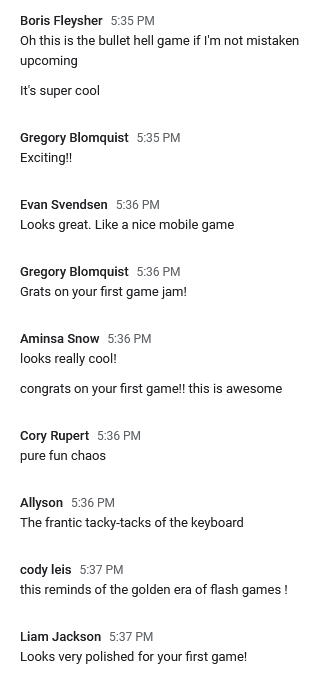 Boris Fleysher 5:35 PM
Oh this is the bullet hell game if I'm not mistaken
upcoming
It's super cool
Gregory Blomquist 5:35 PM
Exciting!!
Evan Svendsen 5:36 PM
Looks great. Like a nice mobile game
Gregory Blomquist 5:36 PM
Grats on your first game jam!
Aminsa Snow 5:36 PM
looks really cool!
congrats on your first game!! this is awesome
Cory Rupert 5:36 PM
pure fun chaos
Allyson 5:36 PM
The frantic tacky-tacks of the keyboard
cody leis 5:37 PM
this reminds of the golden era of flash games !
Liam Jackson 5:37 PM
Looks very polished for your first game!